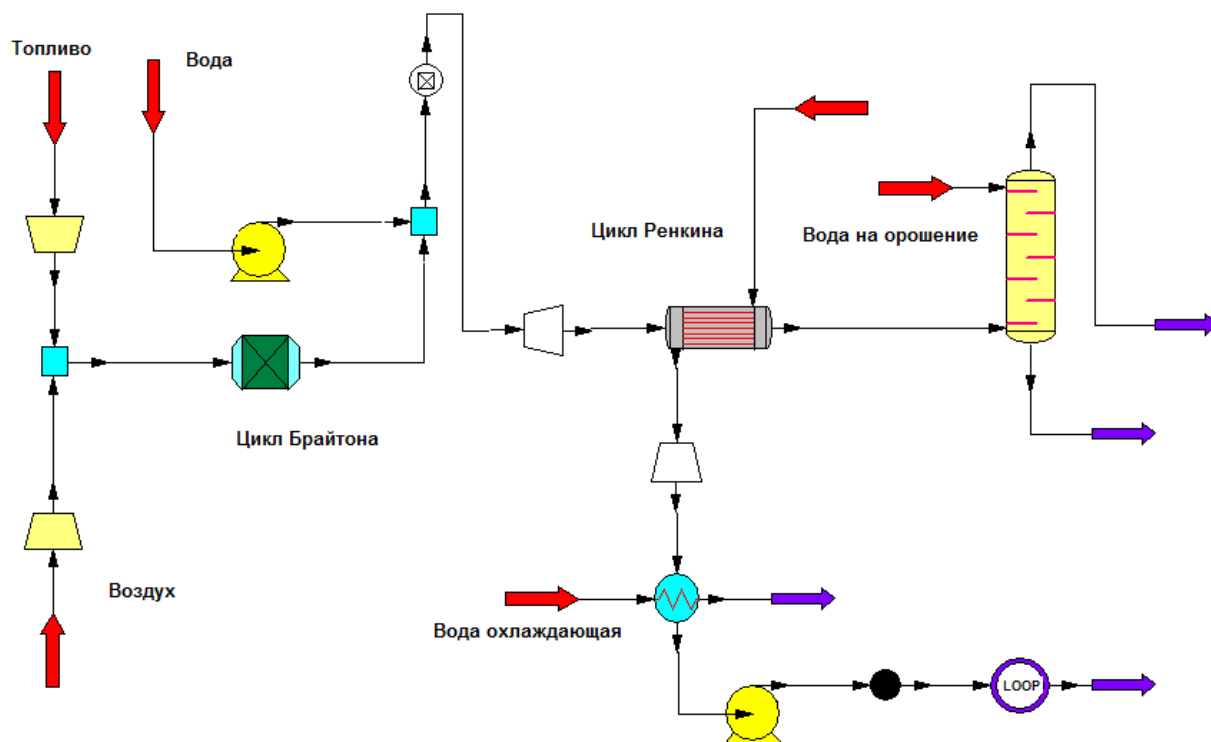 Топливо
Вода
Цикл Ренкина
Вода на орошение
Цикл Брайтона
Воздух
Вода охлаждающая
LOOP